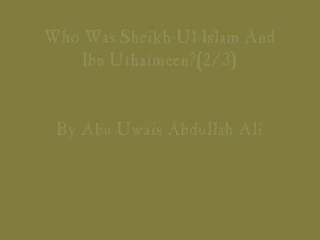 Who Was Sheikh-Ul-Islam And
Ibn Uthaimeen?(2/3)
By Abu Uwais Abdullah Ali